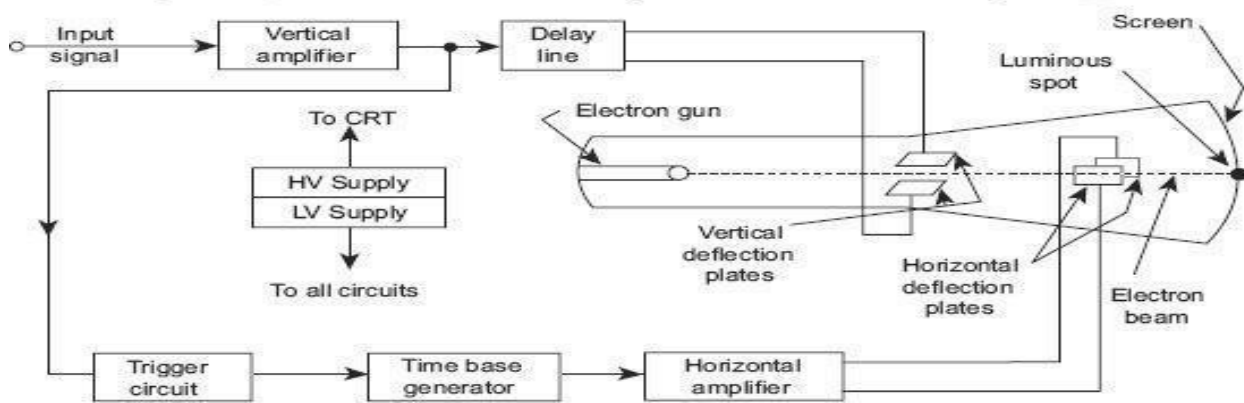 Input
signal
Vertical
amplifier
Delay
line
Screen
Luminous
spot
Electron gun
To CRT
HV Supply
LV Supply
To all circuits
Vertical
deflection
plates
Horizontal
deflection
plates
Electron
beam
Trigger
circuit
Time base
generator
Horizontal
amplifier